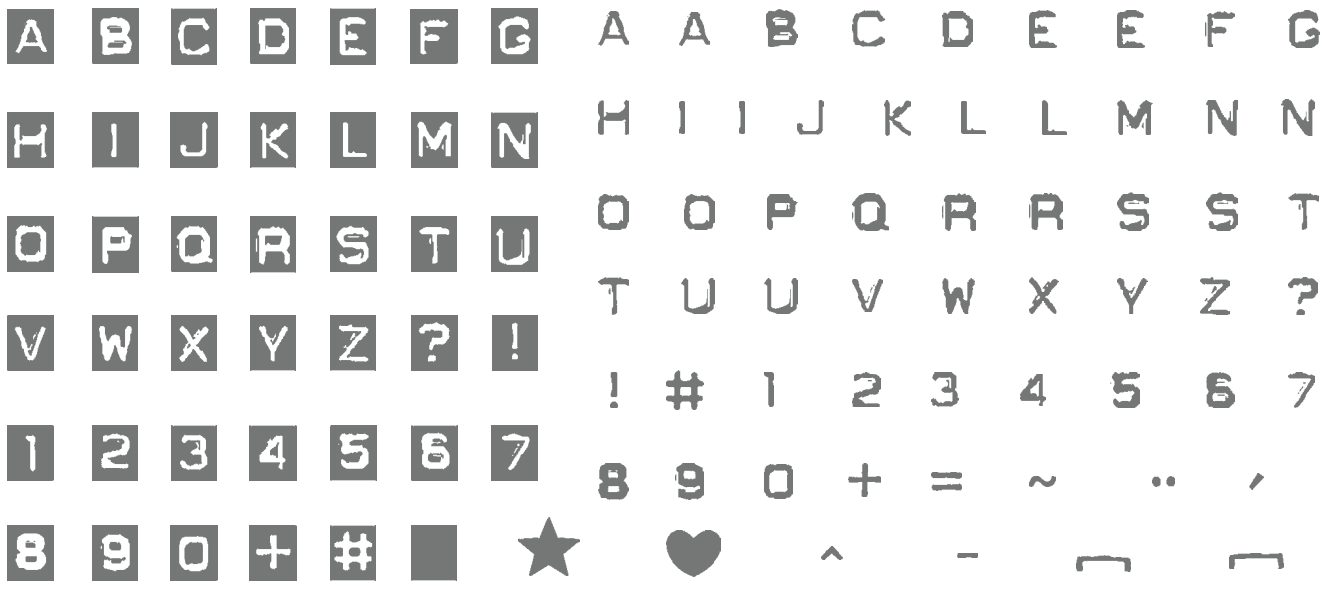 A B C D E F G
H I J K L M N
O P Q R S T U
V W X Y Z ? !
1 2 3 4 5 6 7
8 9 0 + #
A A B C D E E F G
H I I J K L L M N N
O O P Q R R S S T
T U U V W X Y Z ?
! # 1 2 3 4 5 6 7
8 9 0 + = ~ ¨ ´
★ ♥ ^ -